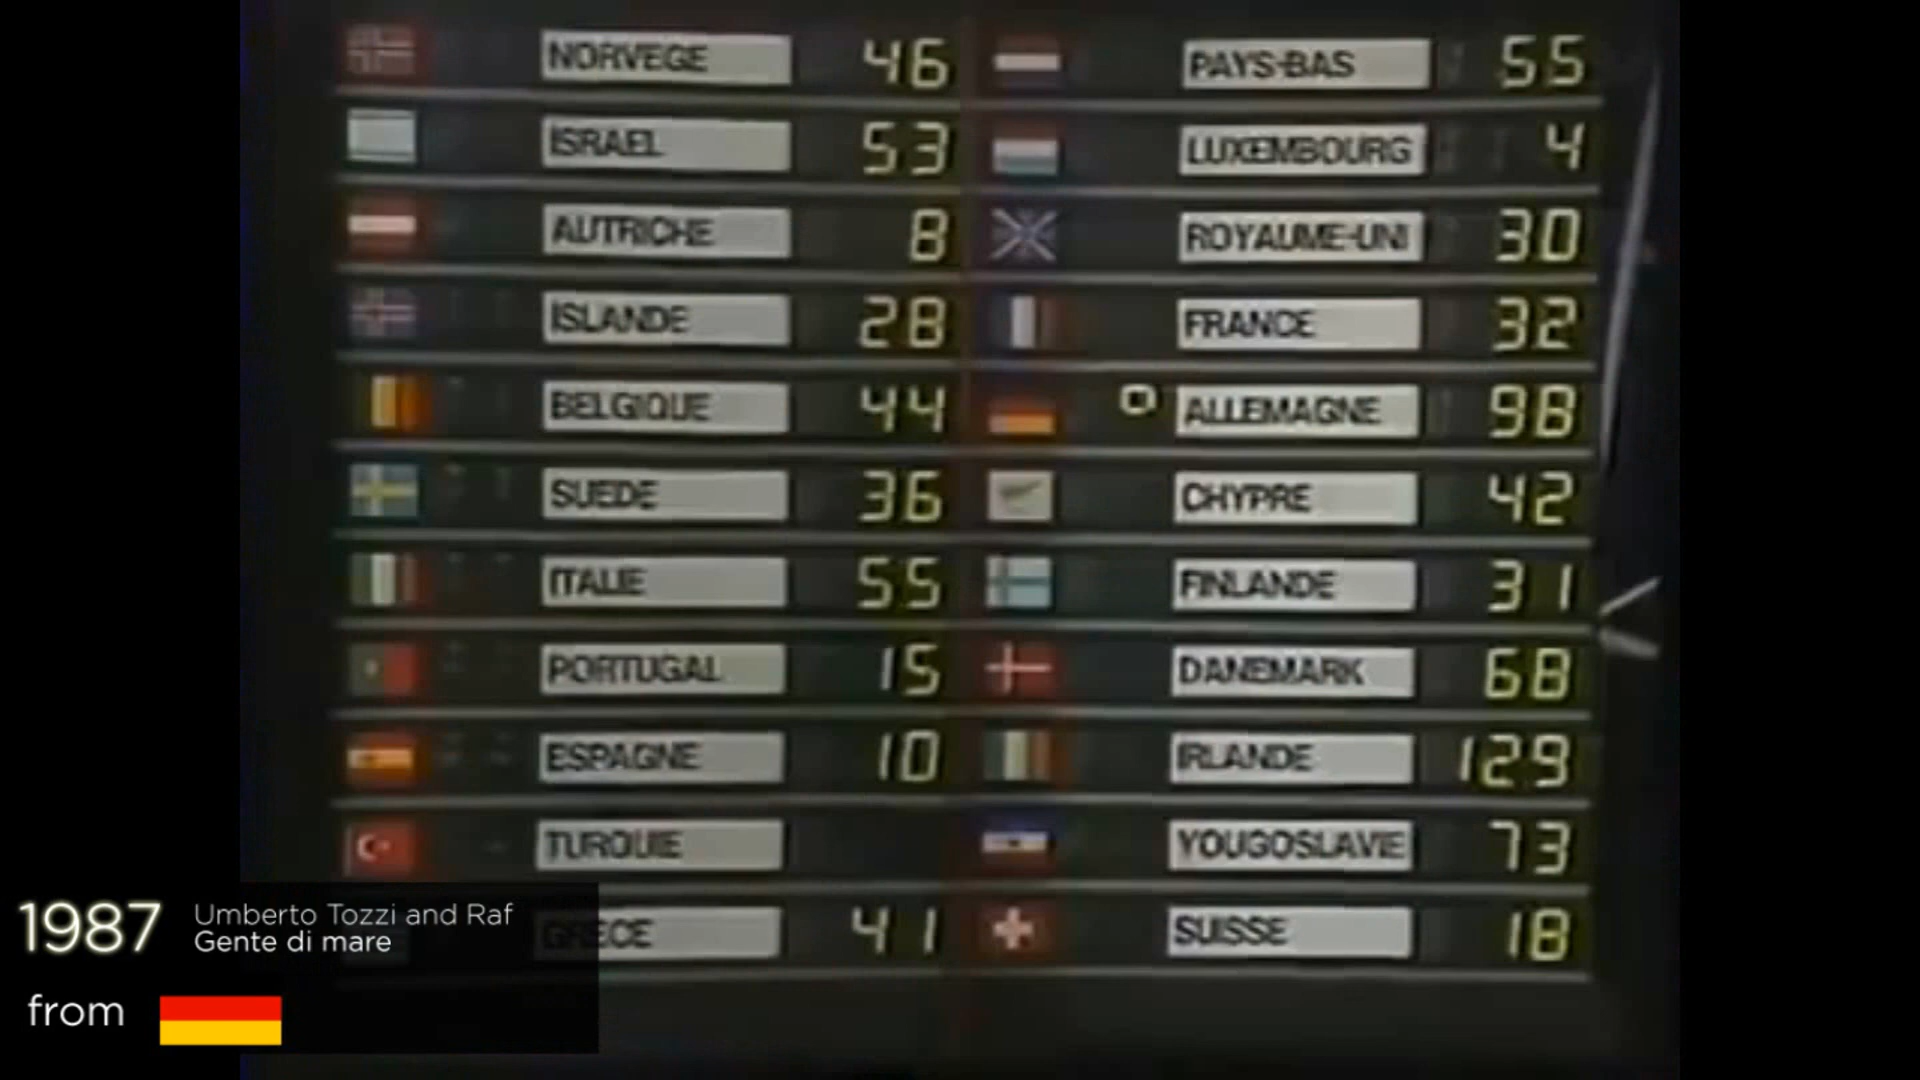 NORVEGE 46 PAYS-BAS 55
ISRAEL 53 LUXEMBOURG 4
AUTRICHE 8 ROYAUME-UNI 30
ISLANDE 28 FRANCE 32
BELGIQUE 44 ALLEMAGNE 98
SUEDE 36 CHYPRE 42
ITALIE 55 FINLANDE 31
PORTUGAL 15 DANEMARK 68
ESPAGNE 10 IRLANDE 129
TURQUIE YOUGOSLAVIE 73
GRECE 41 SUISSE 18
1987 Umberto Tozzi and Raf
Gente di mare
from